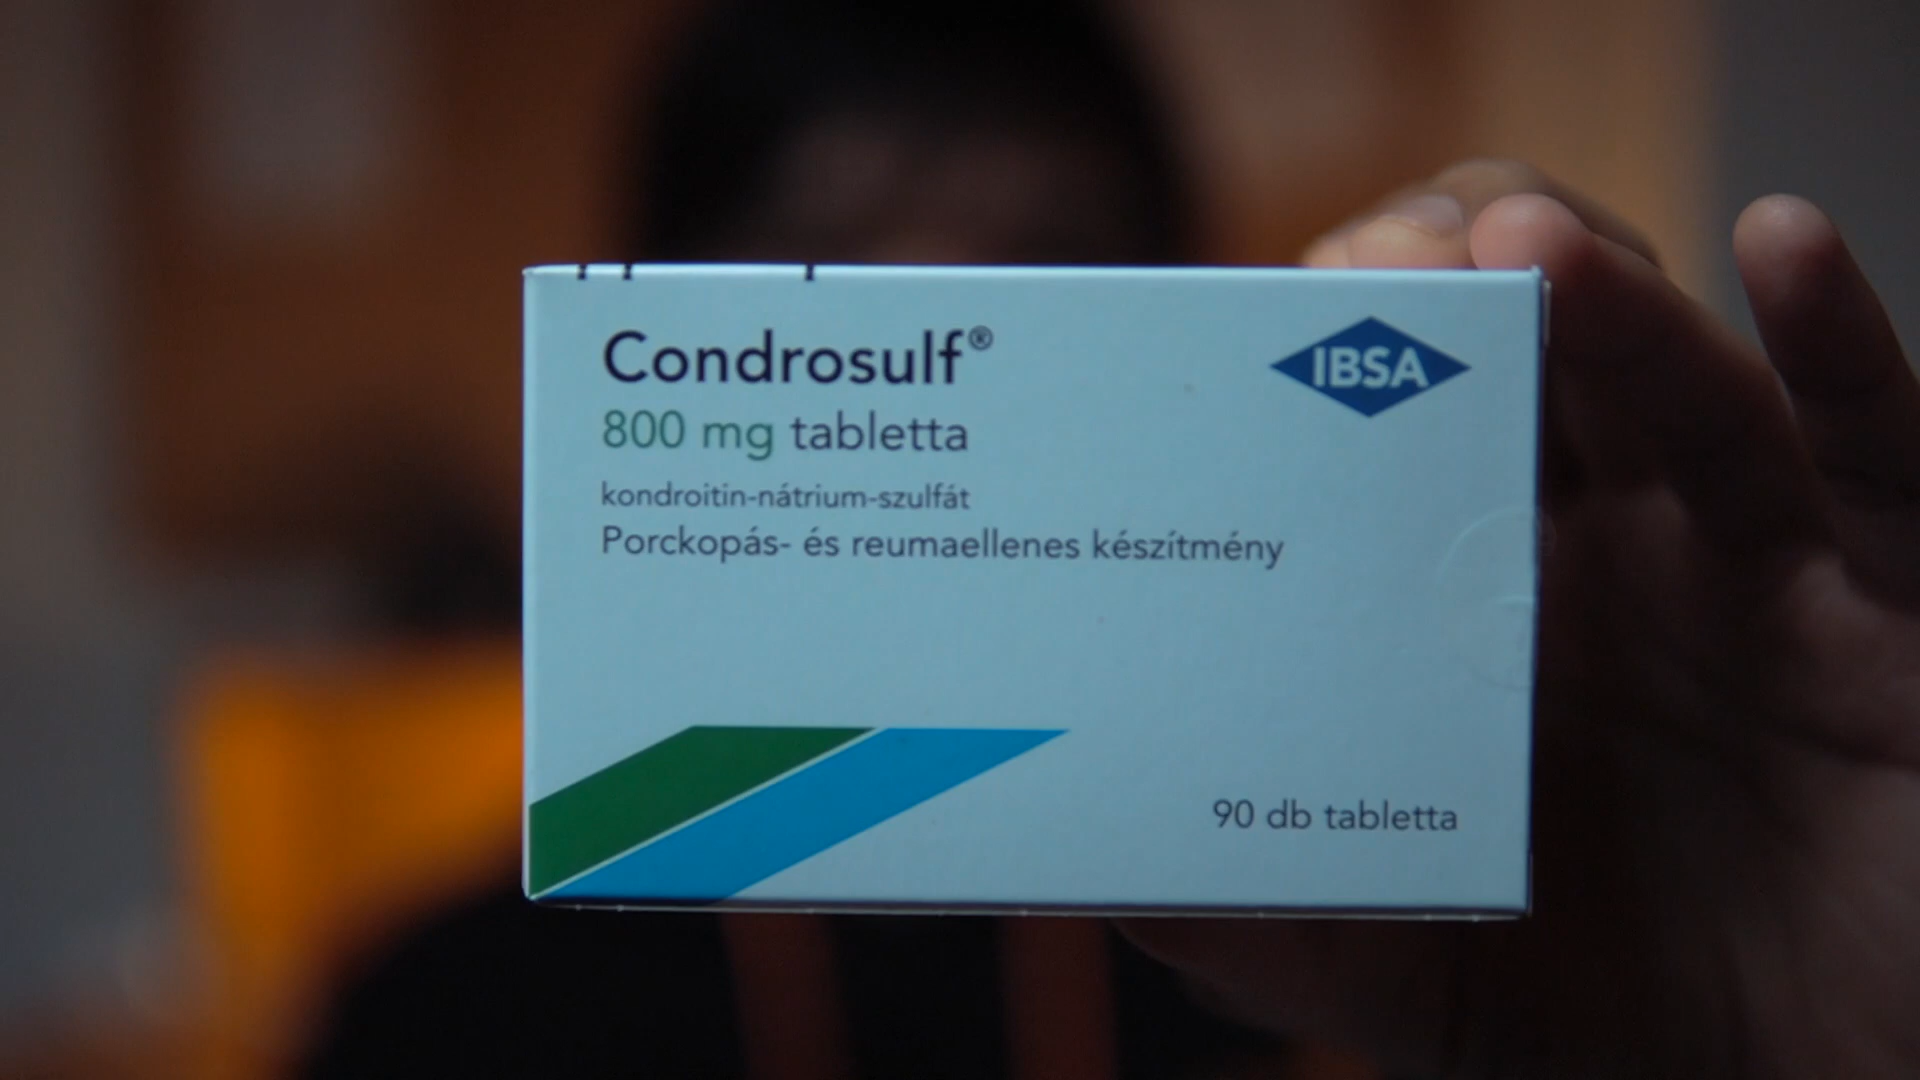 Condrosulf®
IBSA
800 mg tabletta
kondroitin-nátrium-szulfát
Porckopás- és reumaellenes készítmény
90 db tabletta